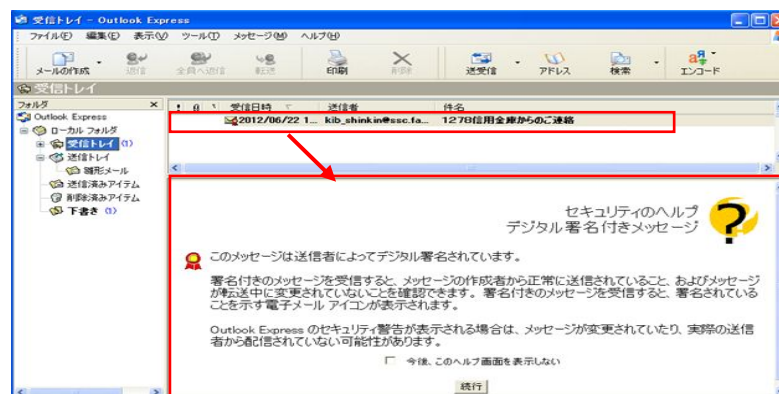 受信トレイ - Outlook Express
ファイル(F) 編集(E) 表示(V) ツール(T) メッセージ(M) ヘルプ(H)
メールの作成 返信 全員へ返信 転送 印刷 削除 送受信 アドレス 検索 エンコード
受信トレイ
フォルダ ×
! 受信日時 送信者 件名
Outlook Express
2012/06/22 1... kib_shinkin@ssc.fa... 1278信用金庫からのご連絡
ローカル フォルダ
受信トレイ (1)
送信トレイ
雛形メール
送信済みアイテム
削除済みアイテム
下書き (1)
セキュリティのヘルプ
デジタル署名付きメッセージ
このメッセージは送信者によってデジタル署名されています。
署名付きのメッセージを受信すると、メッセージの作成者から正常に送信されていること、およびメッセージ
が転送中に変更されていないことを確認できます。 署名付きのメッセージを受信すると、署名されている
ことを示す電子メール アイコンが表示されます。
Outlook Express のセキュリティ警告が表示される場合は、メッセージが変更されていたり、実際の送信
者から配信されていない可能性があります。
今後、このヘルプ画面を表示しない
続行